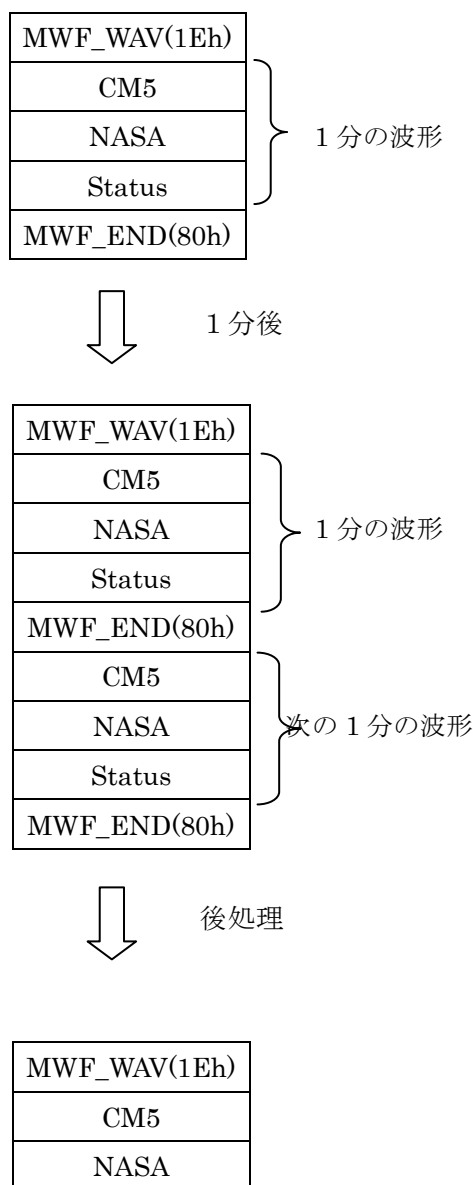 MWF_WAV(1Eh)
CM5
NASA
Status
MWF_END(80h)
１分の波形
１分後
MWF_WAV(1Eh)
CM5
NASA
Status
MWF_END(80h)
１分の波形
CM5
NASA
Status
MWF_END(80h)
次の１分の波形
後処理
MWF_WAV(1Eh)
CM5
NASA